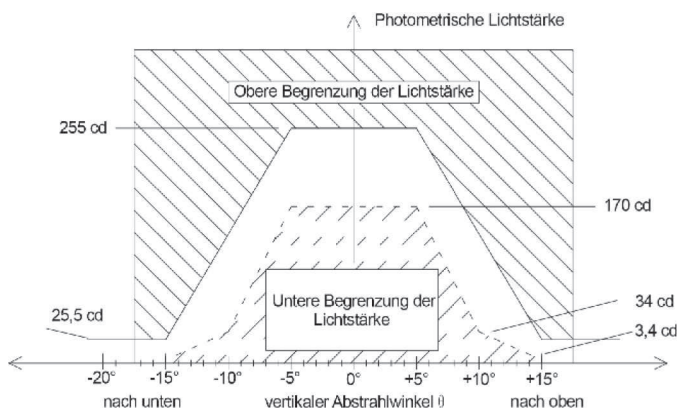 Photometrische Lichtstärke
Obere Begrenzung der Lichtstärke
255 cd
170 cd
Untere Begrenzung der
Lichtstärke
25,5 cd
34 cd
3,4 cd
-20° -15° -10° -5° 0° +5° +10° +15°
nach unten vertikaler Abstrahlwinkel θ nach oben